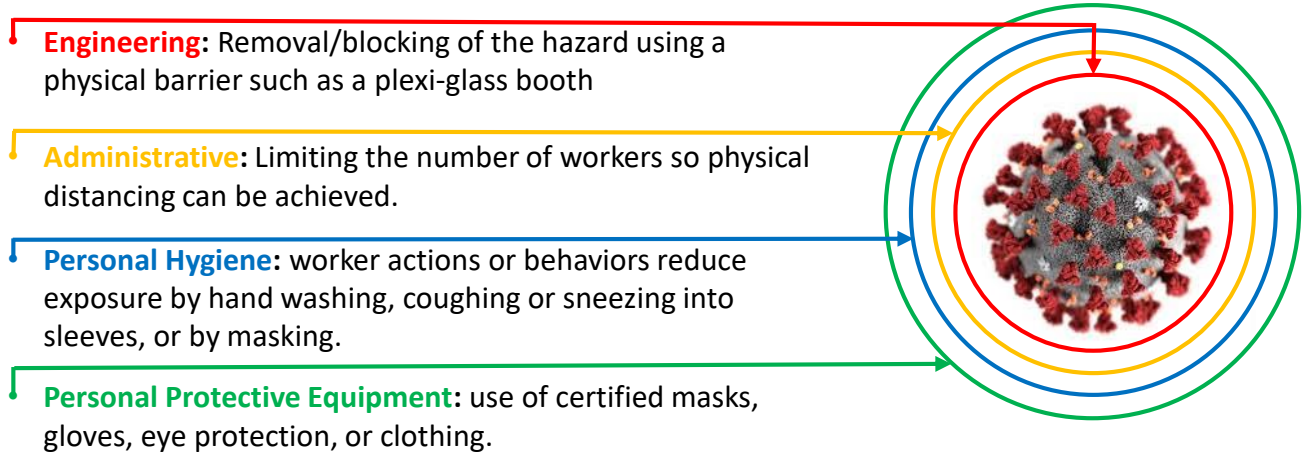 Engineering: Removal/blocking of the hazard using a
physical barrier such as a plexi-glass booth
Administrative: Limiting the number of workers so physical
distancing can be achieved.
Personal Hygiene: worker actions or behaviors reduce
exposure by hand washing, coughing or sneezing into
sleeves, or by masking.
Personal Protective Equipment: use of certified masks,
gloves, eye protection, or clothing.